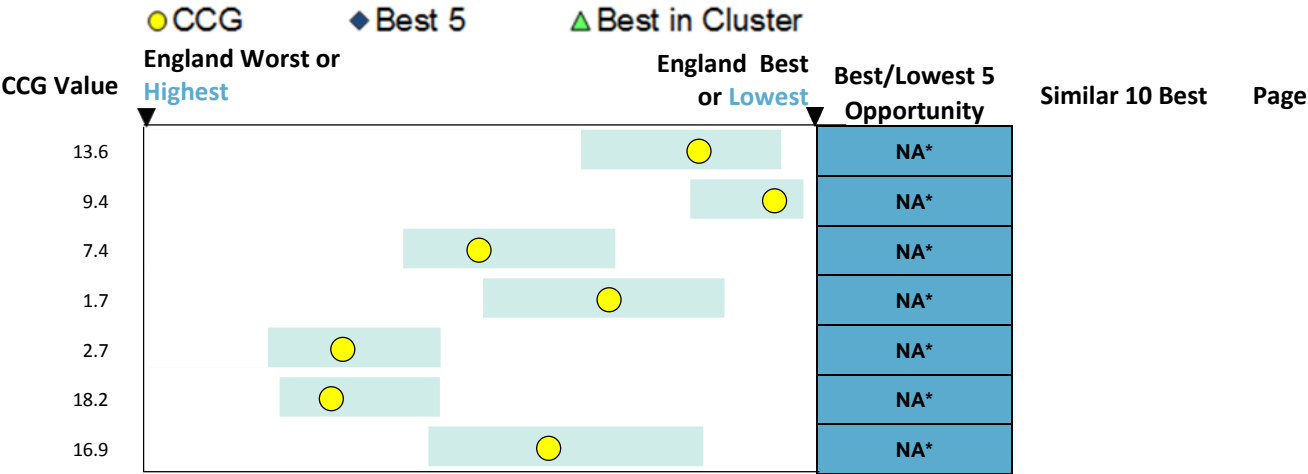 CCG Best 5 Best in Cluster
CCG Value England Worst or Highest England Best or Lowest Best/Lowest 5 Opportunity Similar 10 Best Page
13.6 NA*
9.4 NA*
7.4 NA*
1.7 NA*
2.7 NA*
18.2 NA*
16.9 NA*